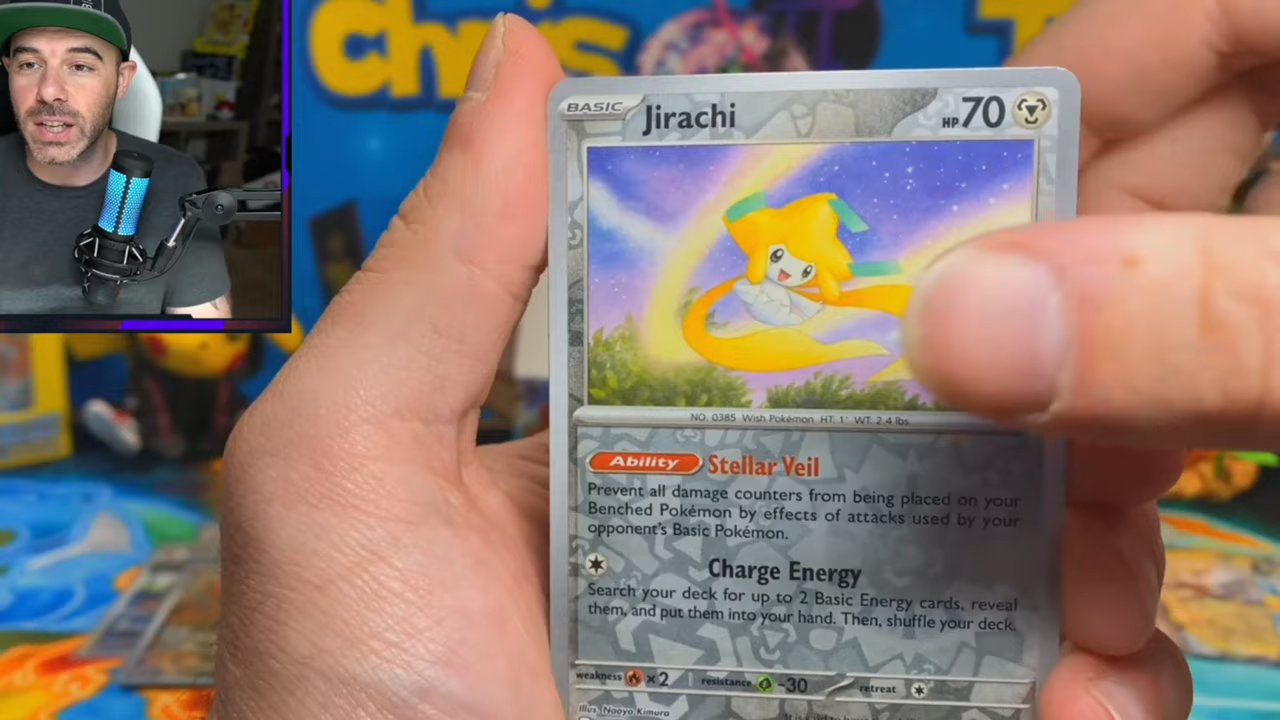 Chris
BASIC
Jirachi
HP 70
NO. 0385 Wish Pokémon HT: 1' WT: 2.4 lbs.
Ability Stellar Veil
Prevent all damage counters from being placed on your
Benched Pokémon by effects of attacks used by your
opponent's Basic Pokémon.
Charge Energy
Search your deck for up to 2 Basic Energy cards, reveal
them, and put them into your hand. Then, shuffle your deck.
weakness ×2 resistance -30 retreat
Illus. Naoyo Kimura